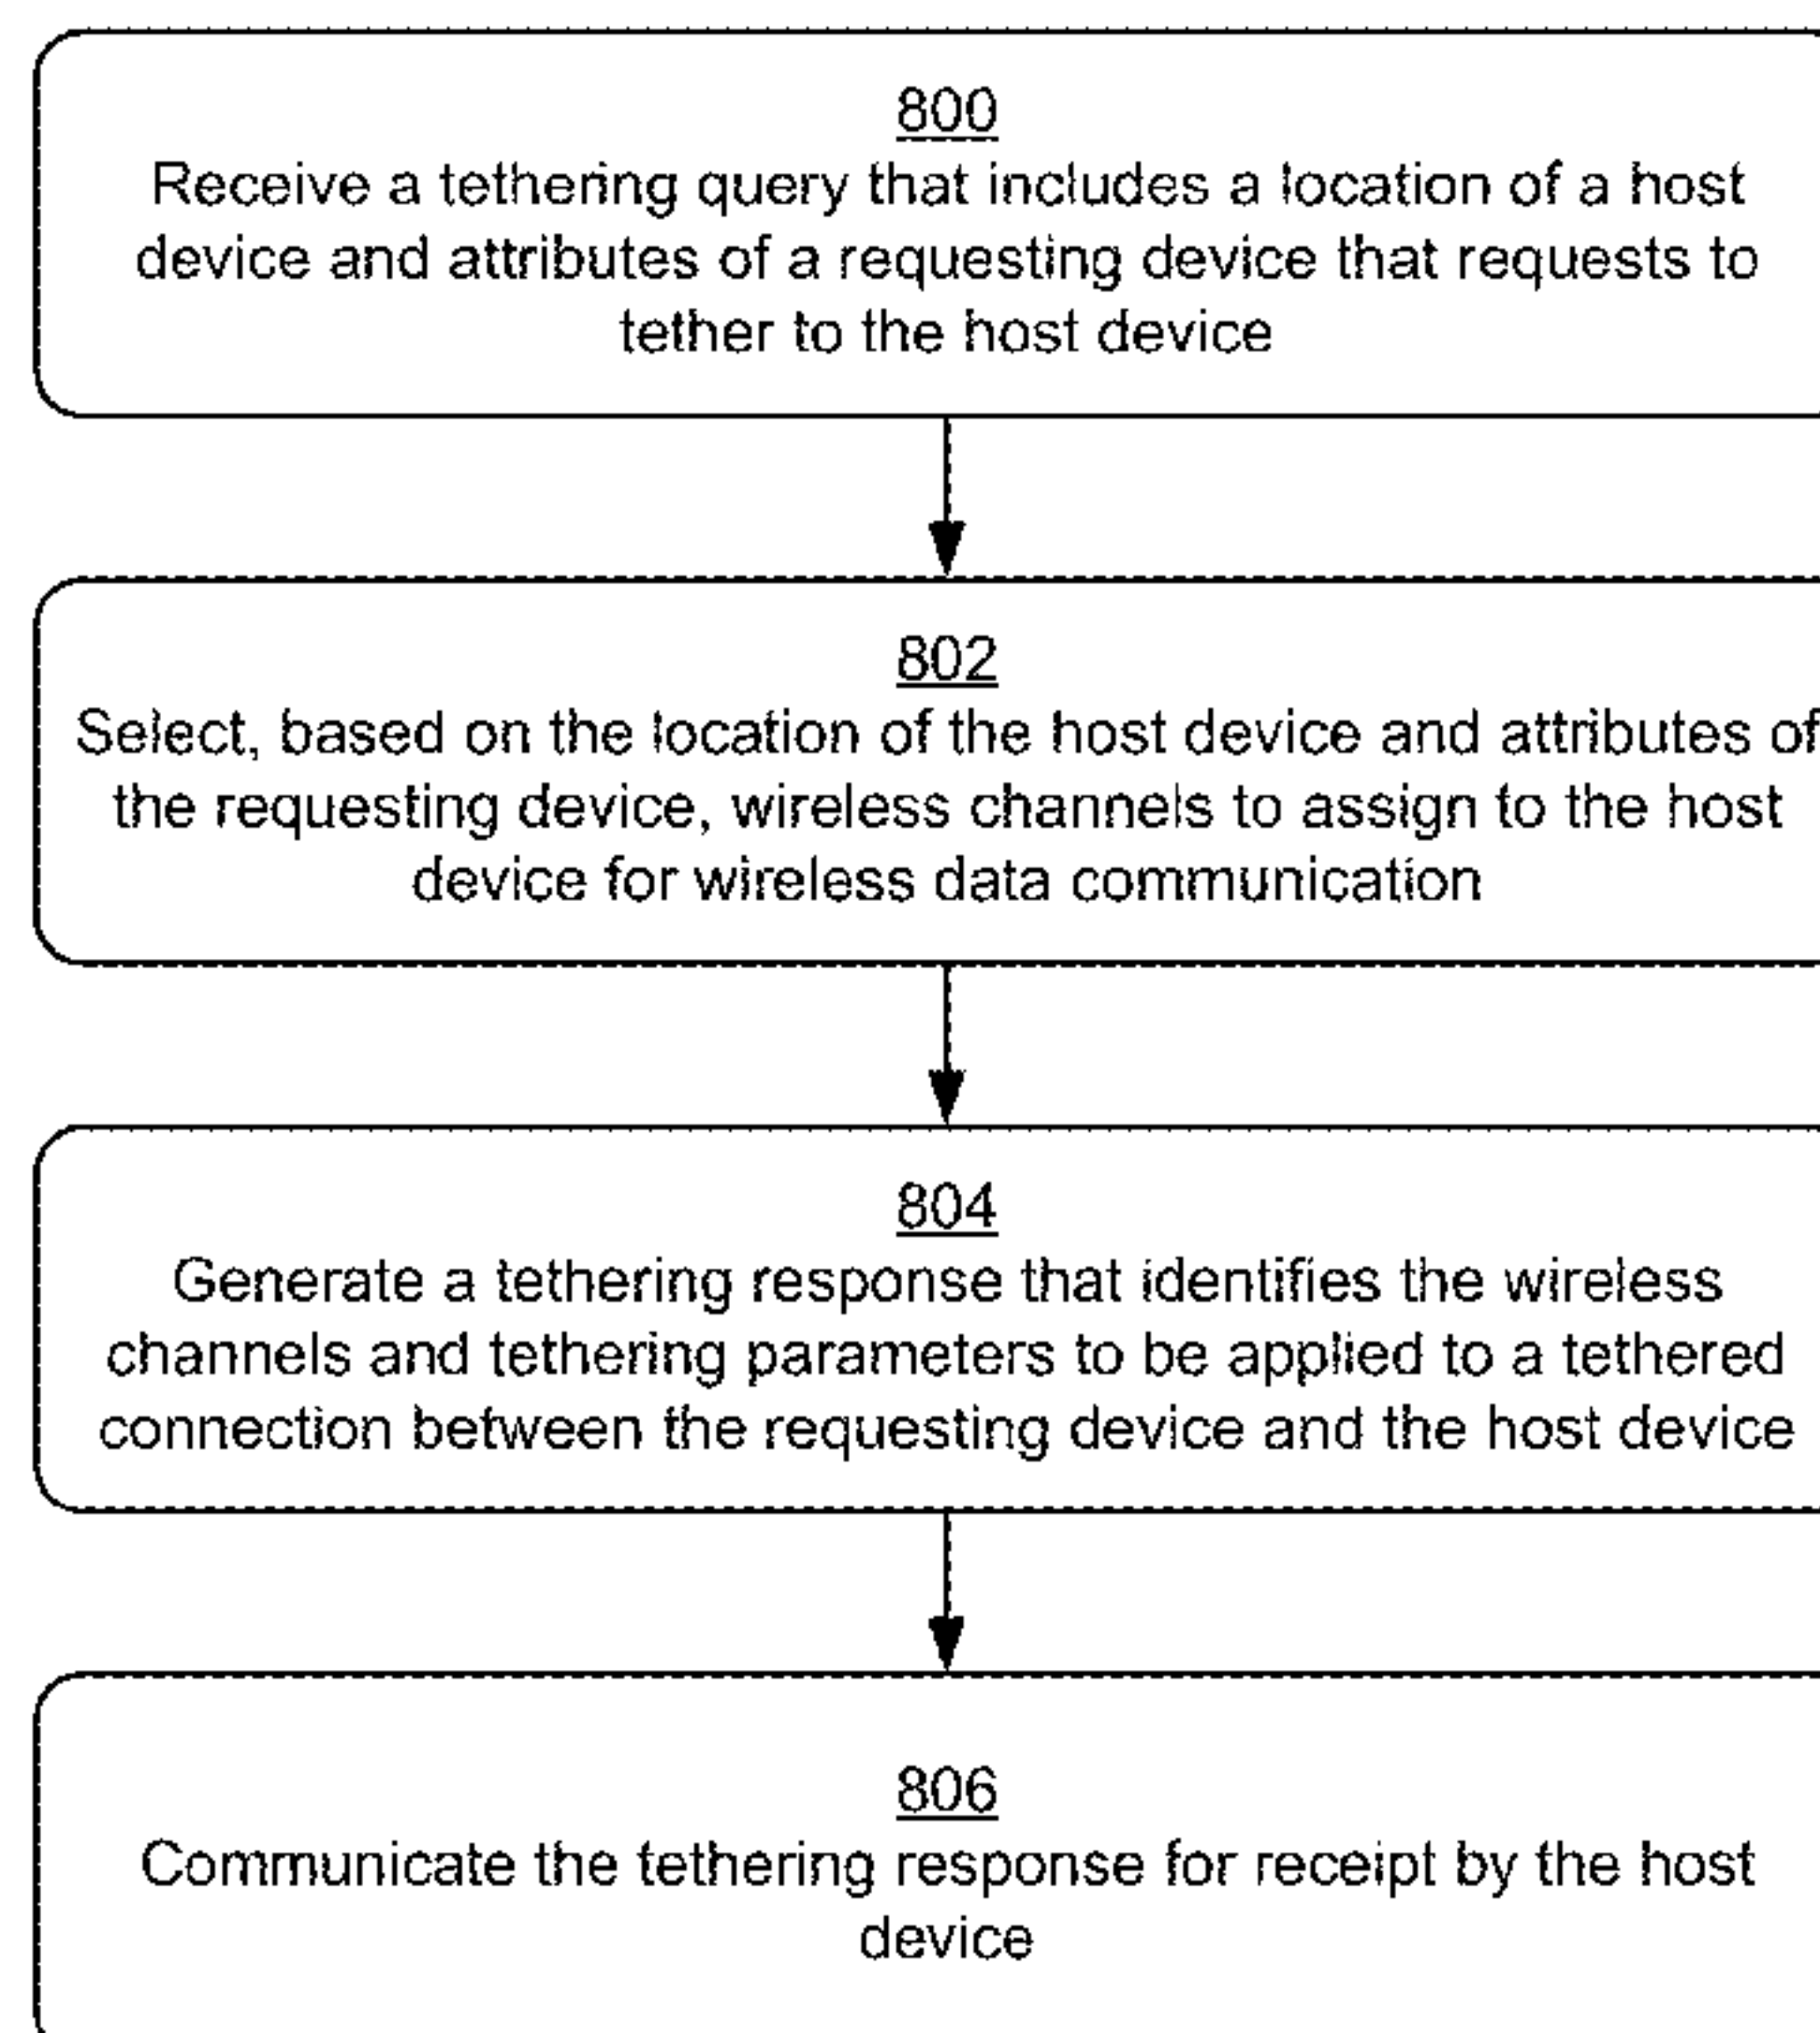 800
Receive a tethering query that includes a location of a host
device and attributes of a requesting device that requests to
tether to the host device
802
Select, based on the location of the host device and attributes of
the requesting device, wireless channels to assign to the host
device for wireless data communication
804
Generate a tethering response that identifies the wireless
channels and tethering parameters to be applied to a tethered
connection between the requesting device and the host device
806
Communicate the tethering response for receipt by the host
device